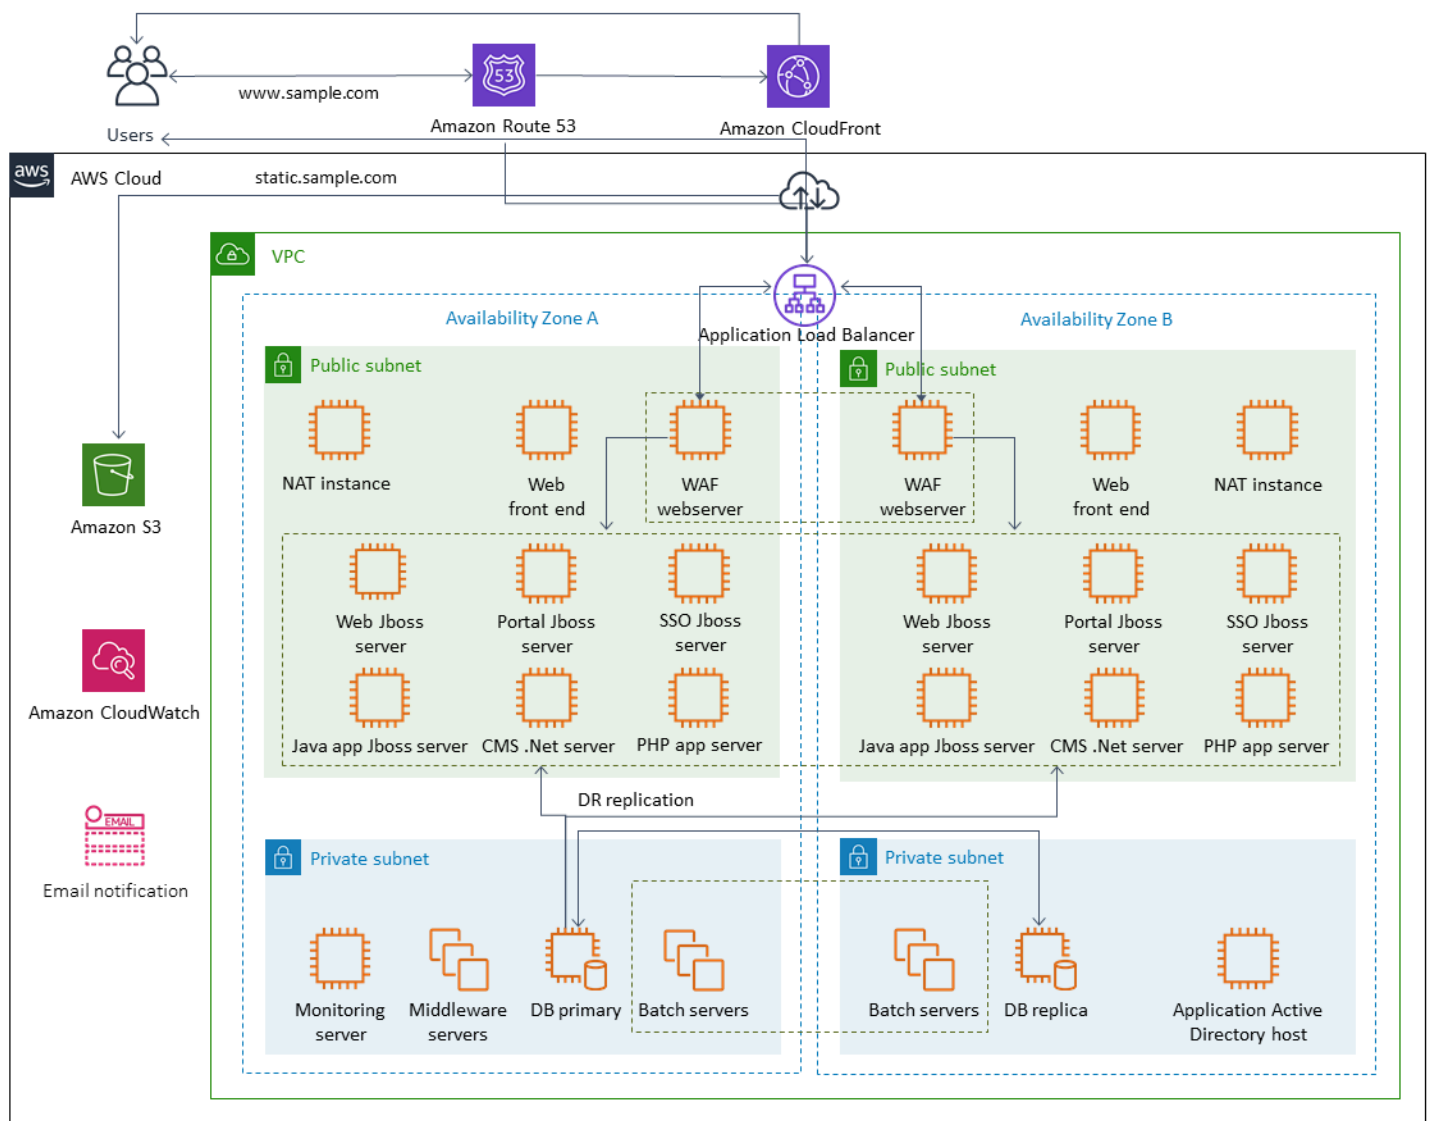 53
www.sample.com
Users
Amazon Route 53
Amazon CloudFront
aws
AWS Cloud
static.sample.com
VPC
Availability Zone A
Application Load Balancer
Availability Zone B
Public subnet
Public subnet
NAT instance
Web
front end
WAF
webserver
WAF
webserver
Web
front end
NAT instance
Amazon S3
Web Jboss
server
Portal Jboss
server
SSO Jboss
server
Web Jboss
server
Portal Jboss
server
SSO Jboss
server
Amazon CloudWatch
Java app Jboss server
CMS .Net server
PHP app server
Java app Jboss server
CMS .Net server
PHP app server
DR replication
EMAIL
Email notification
Private subnet
Private subnet
Monitoring
server
Middleware
servers
DB primary
Batch servers
Batch servers
DB replica
Application Active
Directory host